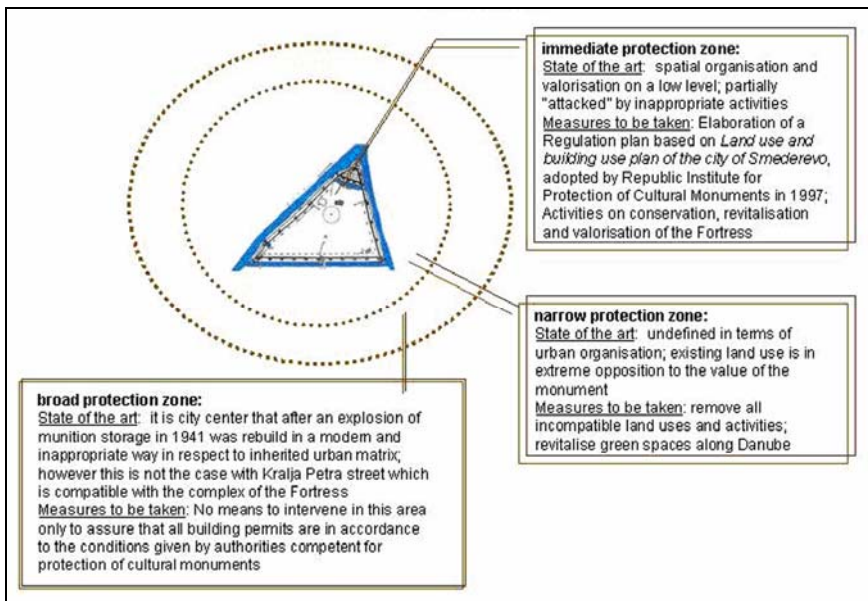 immediate protection zone:
State of the art: spatial organisation and
valorisation on a low level; partially
"attacked" by inappropriate activities
Measures to be taken: Elaboration of a
Regulation plan based on Land use and
building use plan of the city of Smederevo,
adopted by Republic Institute for
Protection of Cultural Monuments in 1997;
Activities on conservation, revitalisation
and valorisation of the Fortress
narrow protection zone:
State of the art: undefined in terms of
urban organisation; existing land use is in
extreme opposition to the value of the
monument
Measures to be taken: remove all
incompatible land uses and activities;
revitalise green spaces along Danube
broad protection zone:
State of the art: it is city center that after an explosion of
munition storage in 1941 was rebuild in a modern and
inappropriate way in respect to inherited urban matrix;
however this is not the case with Kralja Petra street which
is compatible with the complex of the Fortress
Measures to be taken: No means to intervene in this area
only to assure that all building permits are in accordance
to the conditions given by authorities competent for
protection of cultural monuments